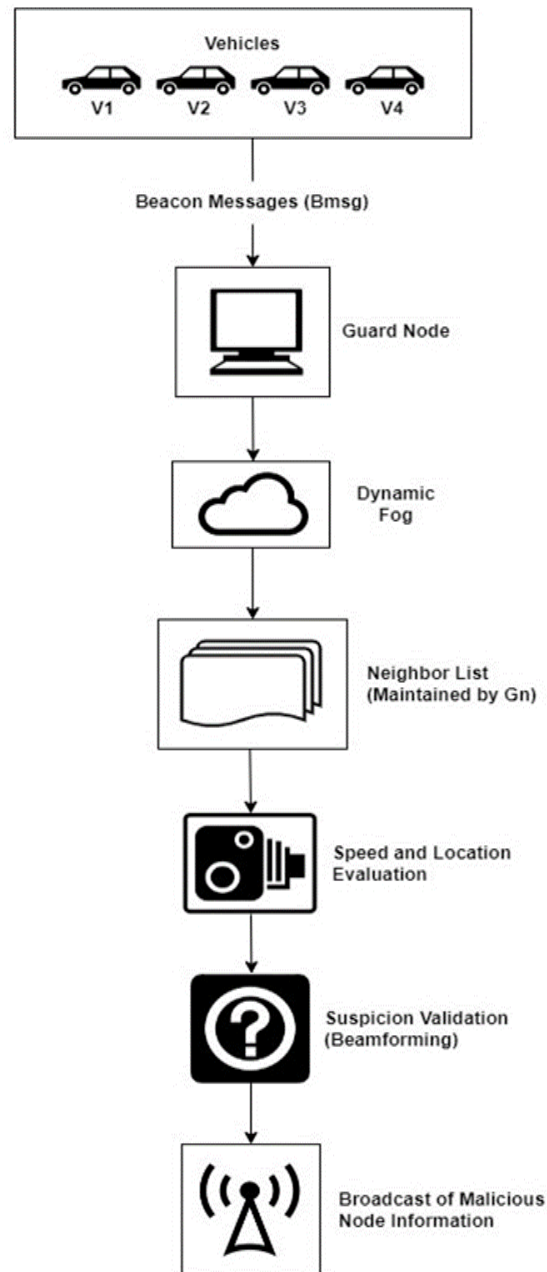 Vehicles
V1 V2 V3 V4
Beacon Messages (Bmsg)
Guard Node
Dynamic
Fog
Neighbor List
(Maintained by Gn)
Speed and Location
Evaluation
?
Suspicion Validation
(Beamforming)
Broadcast of Malicious
Node Information